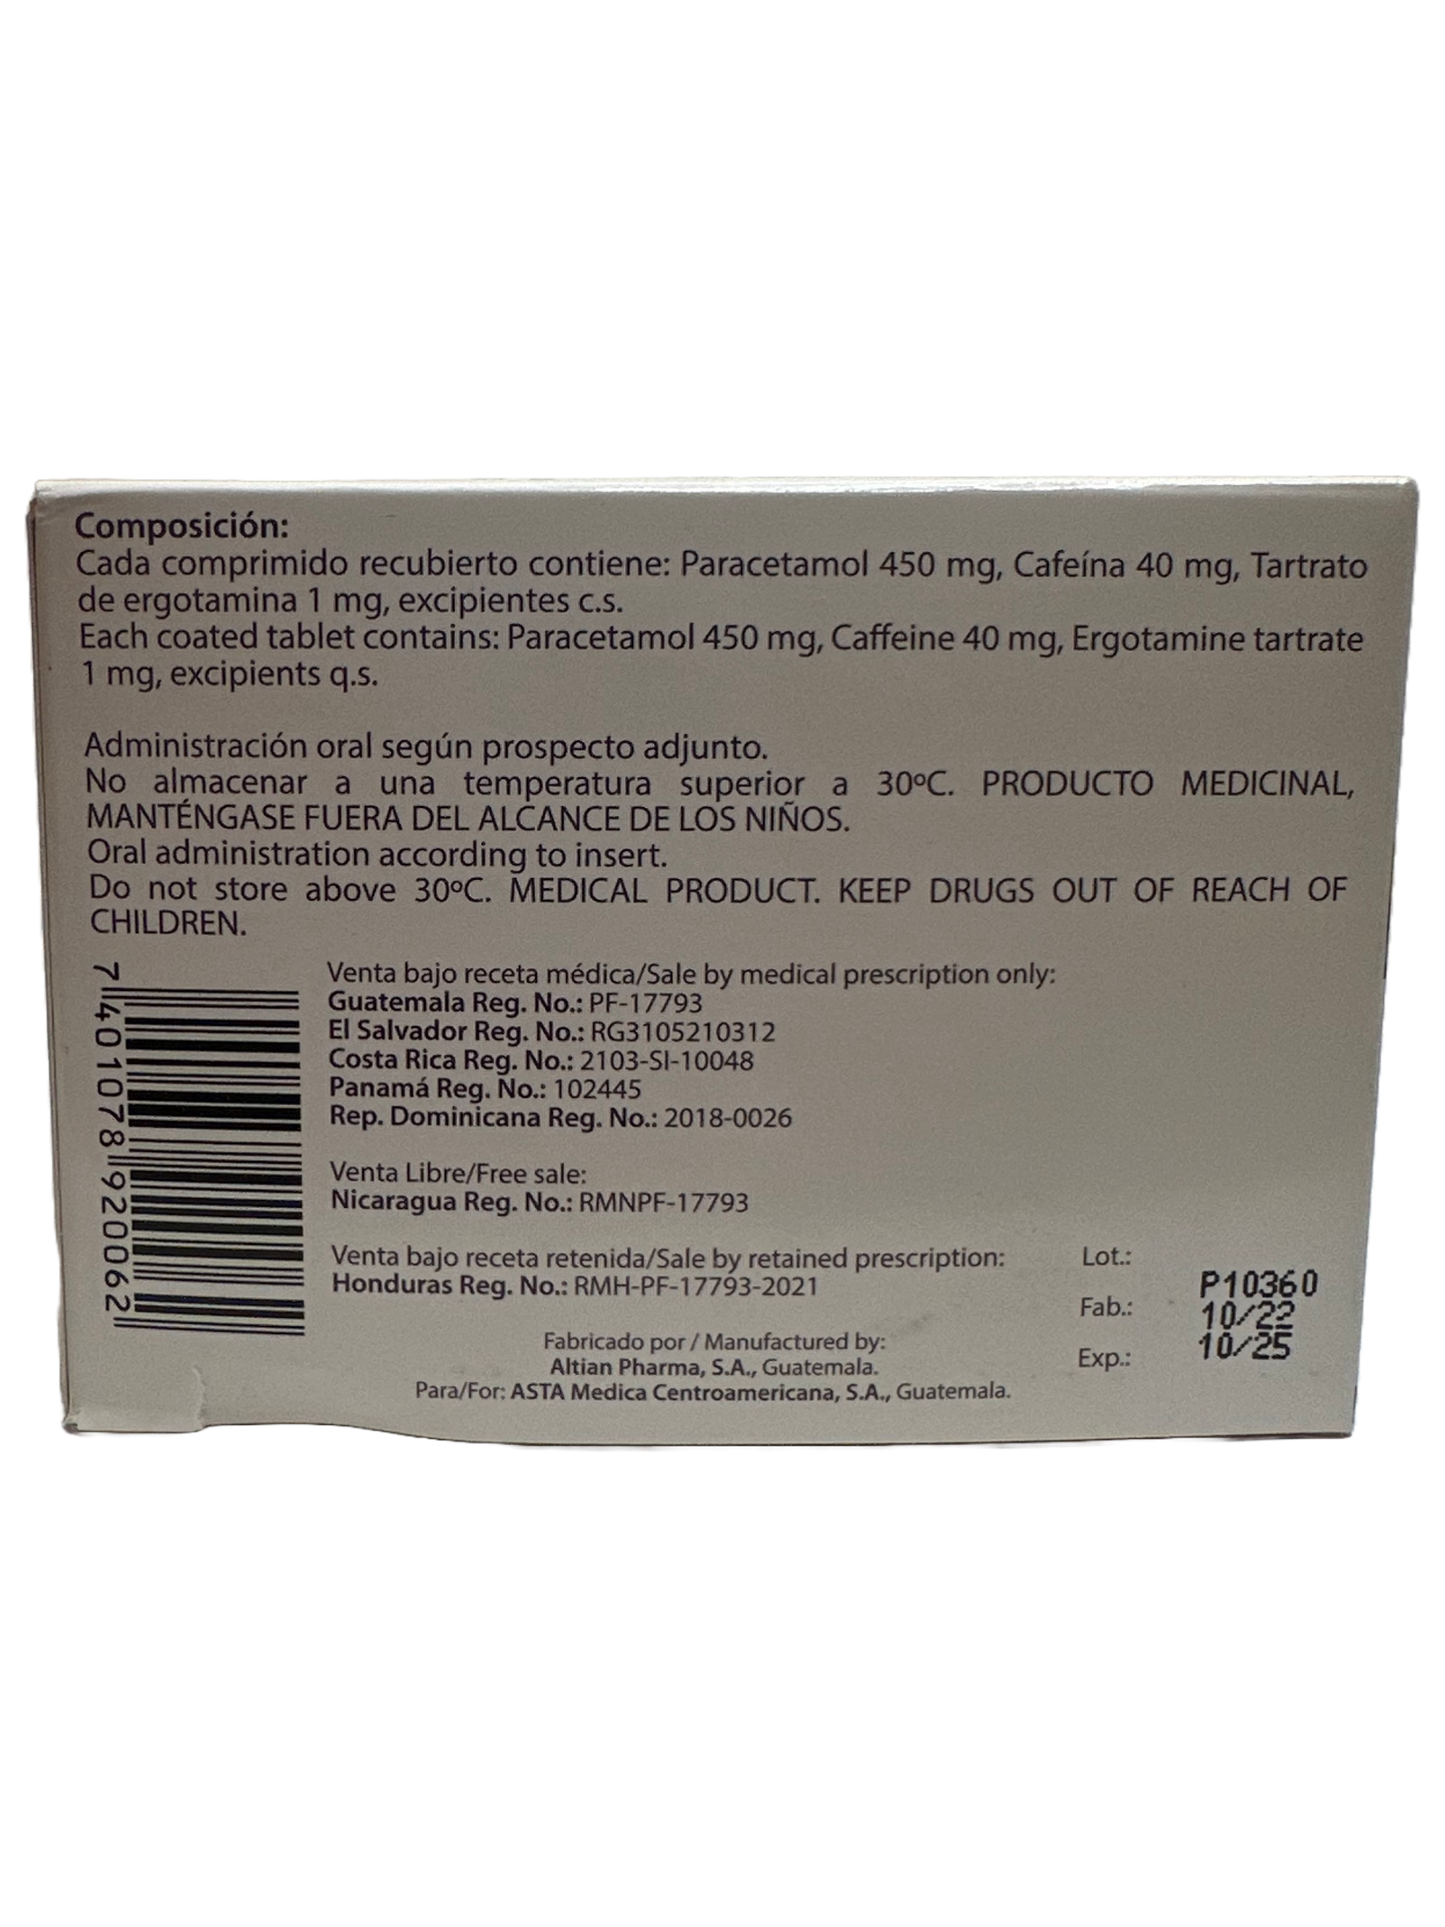 Composición:
Cada comprimido recubierto contiene: Paracetamol 450 mg, Cafeína 40 mg, Tartrato
de ergotamina 1 mg, excipientes c.s.
Each coated tablet contains: Paracetamol 450 mg, Caffeine 40 mg, Ergotamine tartrate
1 mg, excipients q.s.
Administración oral según prospecto adjunto.
No almacenar a una temperatura superior a 30ºC. PRODUCTO MEDICINAL,
MANTÉNGASE FUERA DEL ALCANCE DE LOS NIÑOS.
Oral administration according to insert.
Do not store above 30ºC. MEDICAL PRODUCT. KEEP DRUGS OUT OF REACH OF
CHILDREN.
7 401078 920062
Venta bajo receta médica/Sale by medical prescription only:
Guatemala Reg. No.: PF-17793
El Salvador Reg. No.: RG3105210312
Costa Rica Reg. No.: 2103-SI-10048
Panamá Reg. No.: 102445
Rep. Dominicana Reg. No.: 2018-0026
Venta Libre/Free sale:
Nicaragua Reg. No.: RMNPF-17793
Venta bajo receta retenida/Sale by retained prescription:
Honduras Reg. No.: RMH-PF-17793-2021
Lot.: P10360
Fab.: 10/22
Exp.: 10/25
Fabricado por / Manufactured by:
Altian Pharma, S.A., Guatemala.
Para/For: ASTA Medica Centroamericana, S.A., Guatemala.